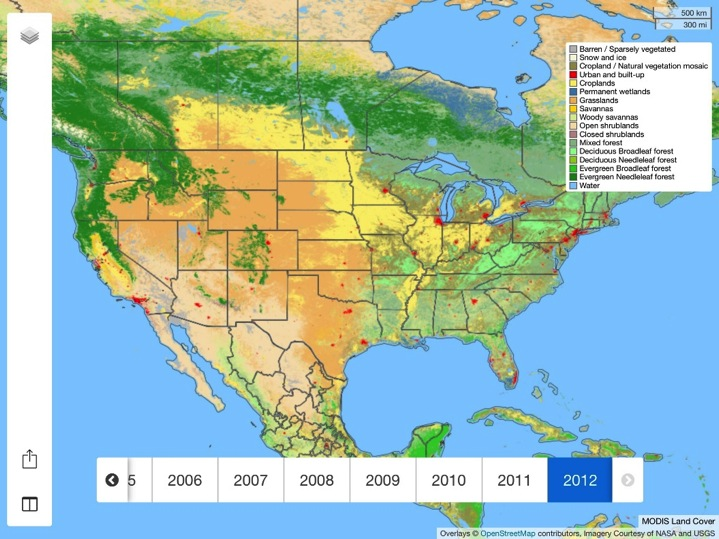 500 km
300 mi
Barren / Sparsely vegetated
Snow and ice
Cropland / Natural vegetation mosaic
Urban and built-up
Croplands
Permanent wetlands
Grasslands
Savannas
Woody savannas
Open shrublands
Closed shrublands
Mixed forest
Deciduous Broadleaf forest
Deciduous Needleleaf forest
Evergreen Broadleaf forest
Evergreen Needleleaf forest
Water
5 2006 2007 2008 2009 2010 2011 2012
MODIS Land Cover
Overlays © OpenStreetMap contributors, Imagery Courtesy of NASA and USGS